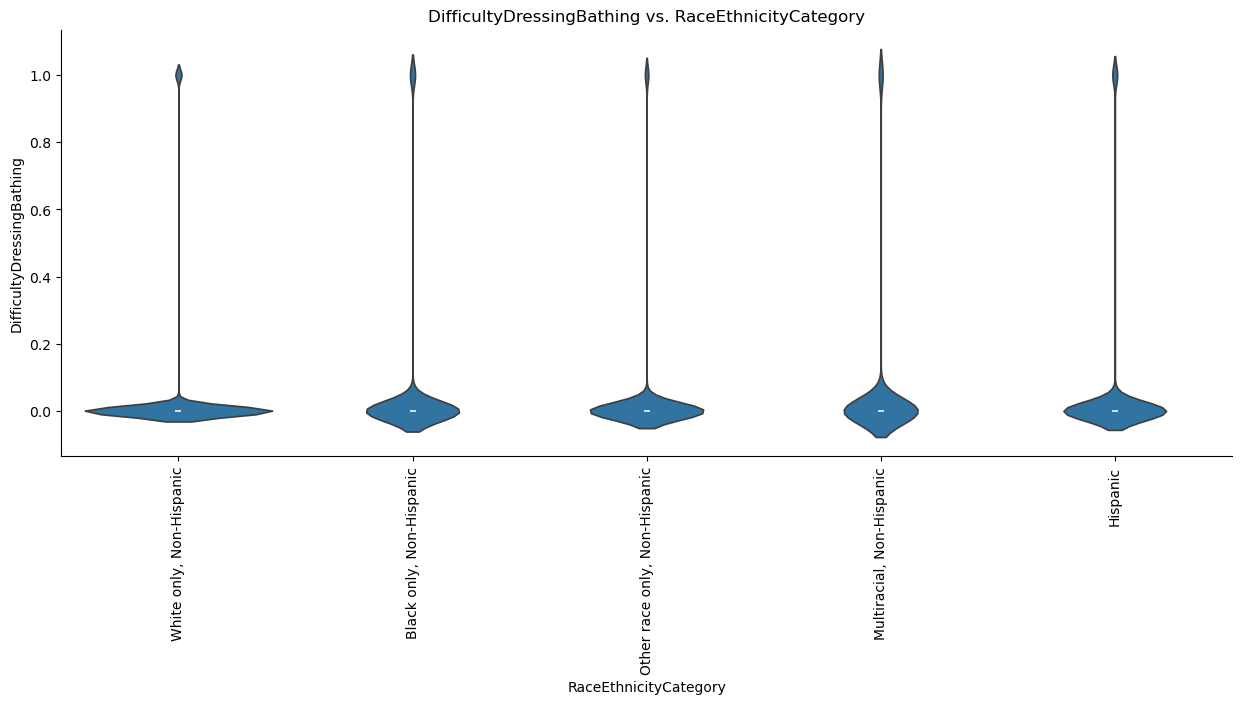 DifficultyDressingBathing vs. RaceEthnicityCategory
DifficultyDressingBathing
1.0
0.8
0.6
0.4
0.2
0.0
White only, Non-Hispanic
Black only, Non-Hispanic
Other race only, Non-Hispanic
Multiracial, Non-Hispanic
Hispanic
RaceEthnicityCategory